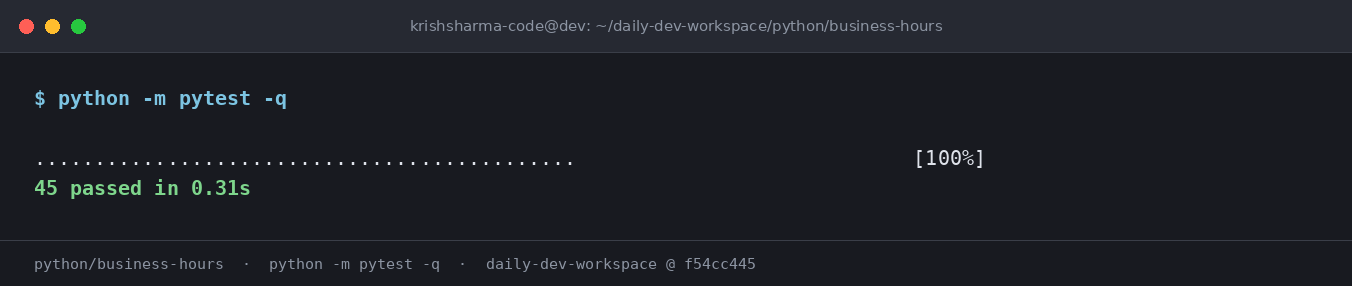 krishsharma-code@dev: ~/daily-dev-workspace/python/business-hours
$ python -m pytest -q
............................................. [100%]
45 passed in 0.31s
python/business-hours · python -m pytest -q · daily-dev-workspace @ f54cc445